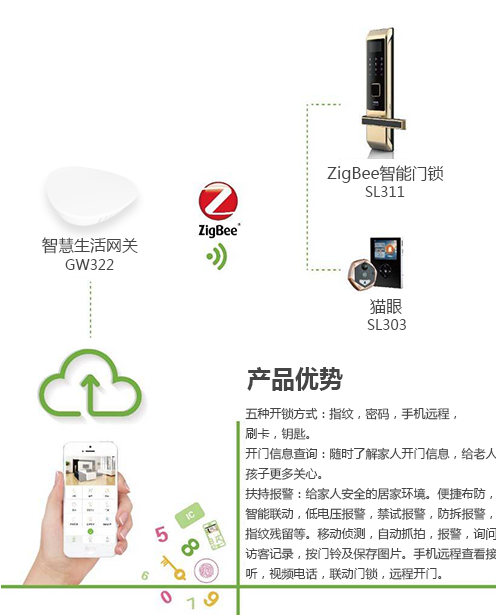 ZigBee智能门锁
SL311
ZigBee®
智慧生活网关
GW322
猫眼
SL303
产品优势
五种开锁方式：指纹，密码，手机远程，
刷卡，钥匙。
开门信息查询：随时了解家人开门信息，给老人
孩子更多关心。
扶持报警：给家人安全的居家环境。便捷布防，
智能联动，低电压报警，禁试报警，防拆报警，
指纹残留等。移动侦测，自动抓拍，报警，询问
访客记录，按门铃及保存图片。手机远程查看接
听，视频电话，联动门锁，远程开门。
IC
5
8
6
0
7
9